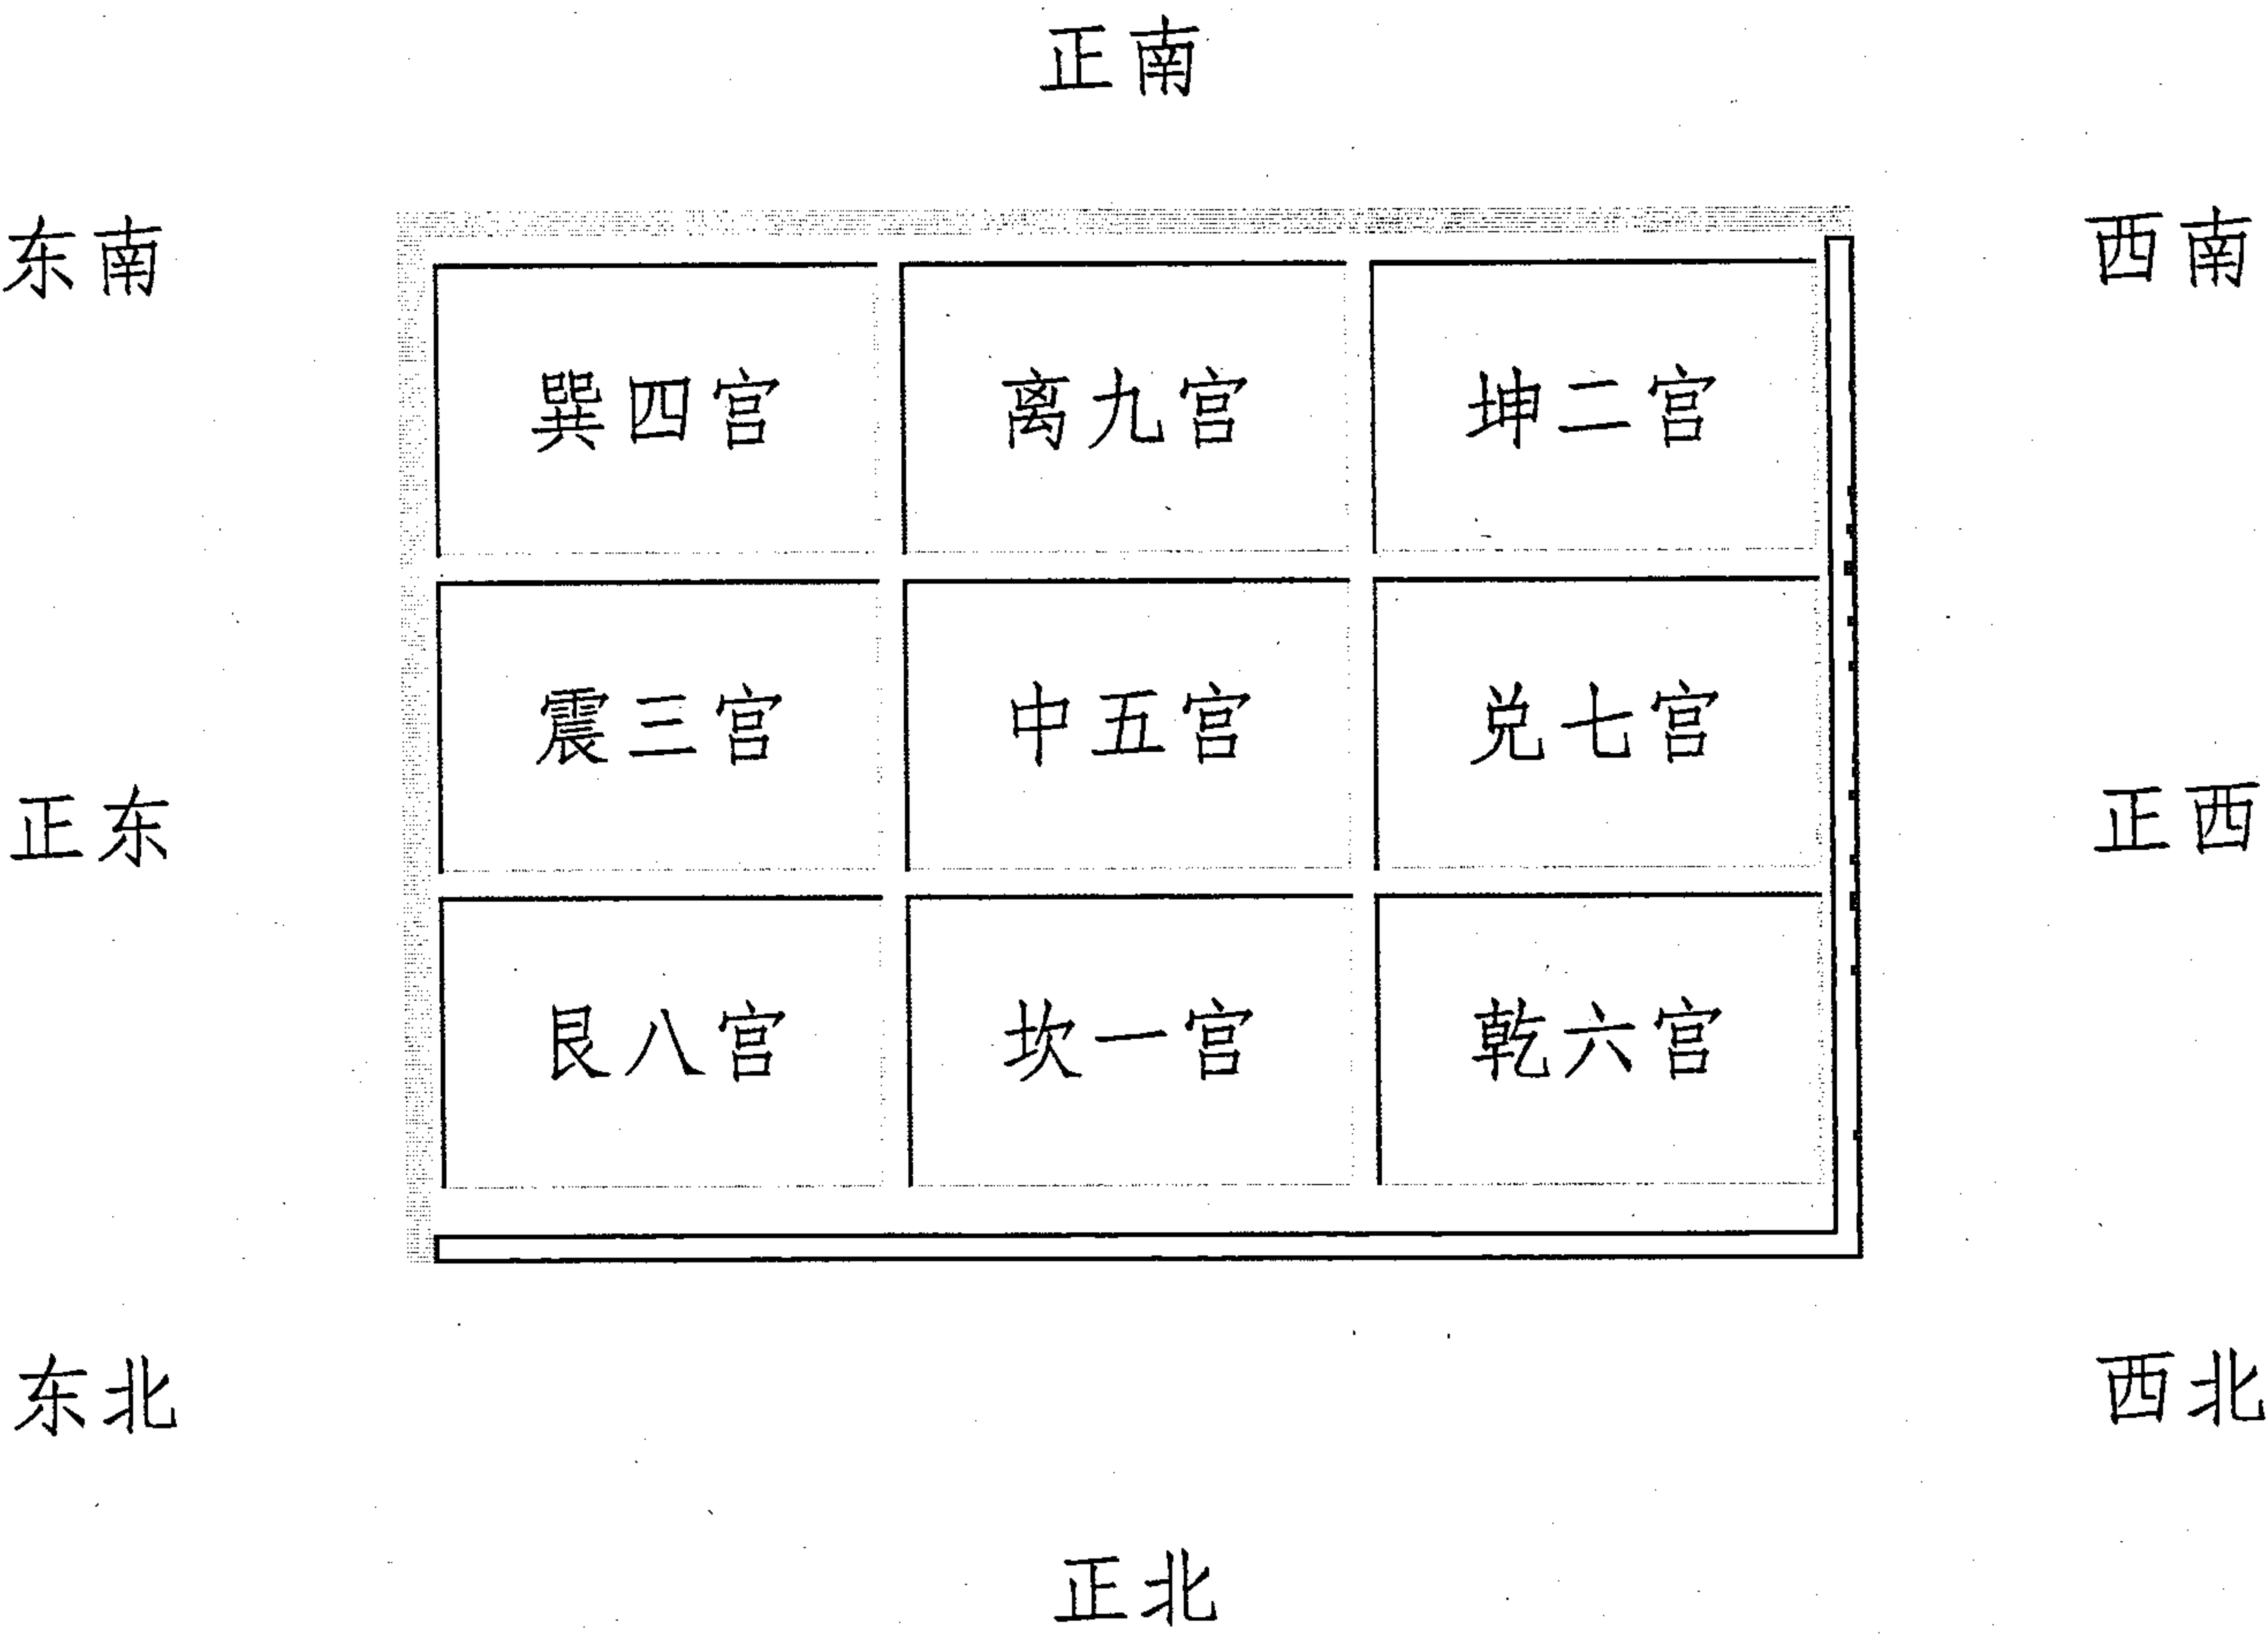 正南
东南 西南
巽四宫 离九宫 坤二宫
震三宫 中五宫 兑七宫
正东 正西
艮八宫 坎一宫 乾六宫
东北 西北
正北